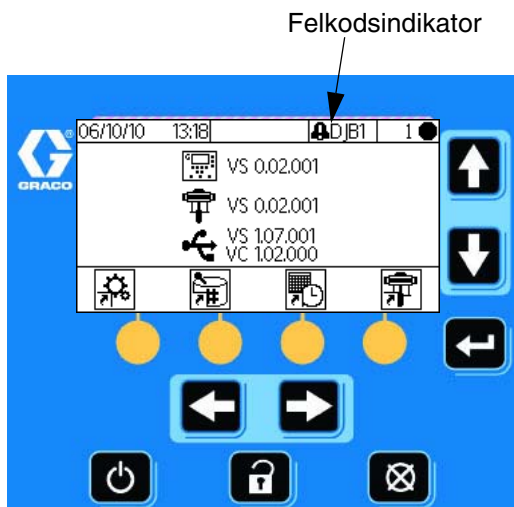 Felkodsindikator
06/10/10 13:18 DJB1 1
GRACO
VS 0.02.001
VS 0.02.001
VS 1.07.001
VC 1.02.000